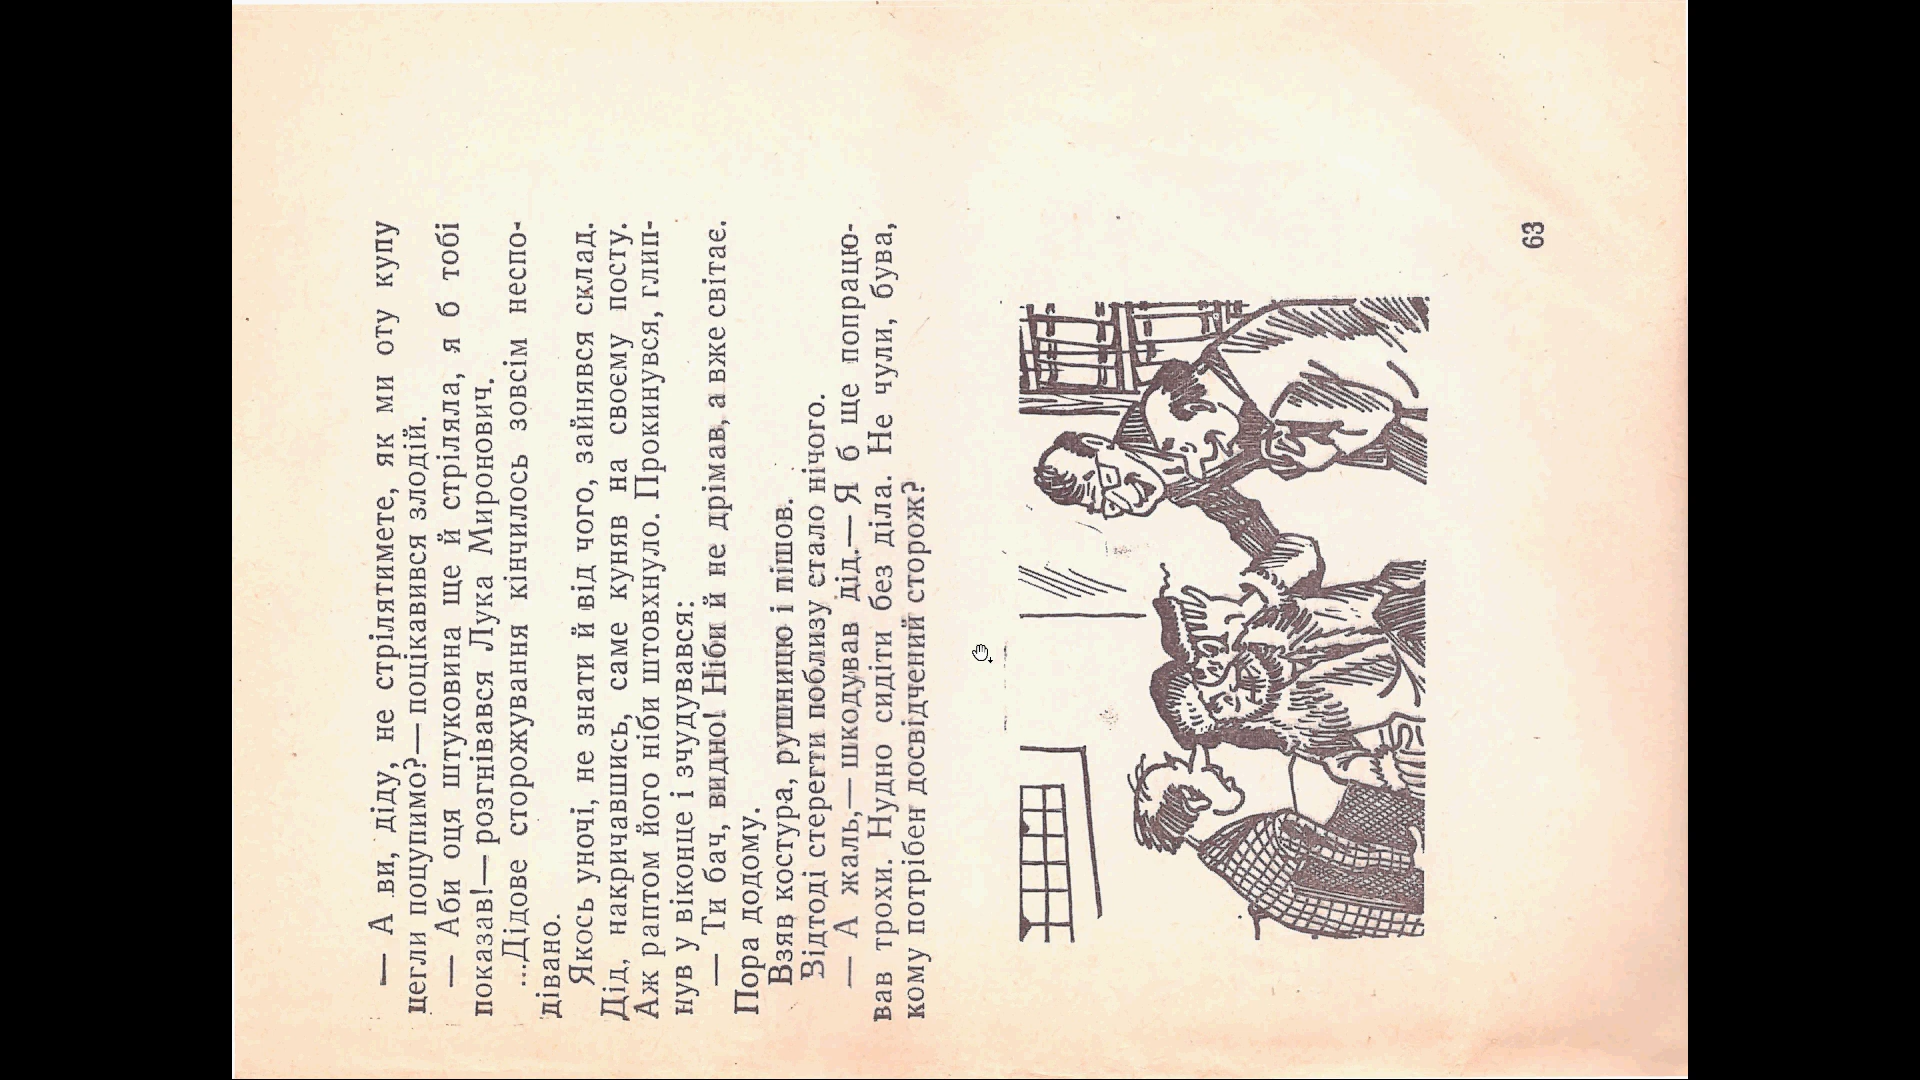 — А ви, діду, не стрілятимете, як ми оту купу
цегли поцупимо?— поцікавився злодій.
— Аби оця штуковина ще й стріляла, я б тобі
показав!— розгнівався Лука Миронович.
...Дідове сторожування кінчилось зовсім неспо-
дівано.
Якось уночі, не знати й від чого, зайнявся склад.
Дід, накричавшись, саме куняв на своєму посту.
Аж раптом його ніби штовхнуло. Прокинувся, глип-
нув у віконце і зчудувався:
— Ти бач, видно! Ніби й не дрімав, а вже світає.
Пора додому.
Взяв костура, рушницю і пішов.
Відтоді стерегти поблизу стало нічого.
— А жаль,— шкодував дід.— Я б ще попрацю-
вав трохи. Нудно сидіти без діла. Не чули, бува,
кому потрібен досвідчений сторож?
63